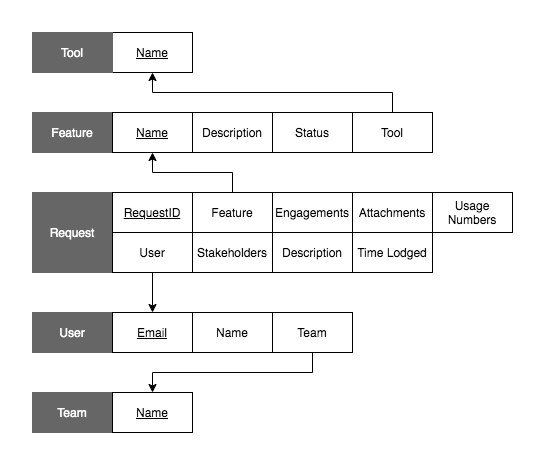 Tool Name
Feature Name Description Status Tool
Request
RequestID Feature Engagements Attachments Usage
Numbers
User Stakeholders Description Time Lodged
User Email Name Team
Team Name